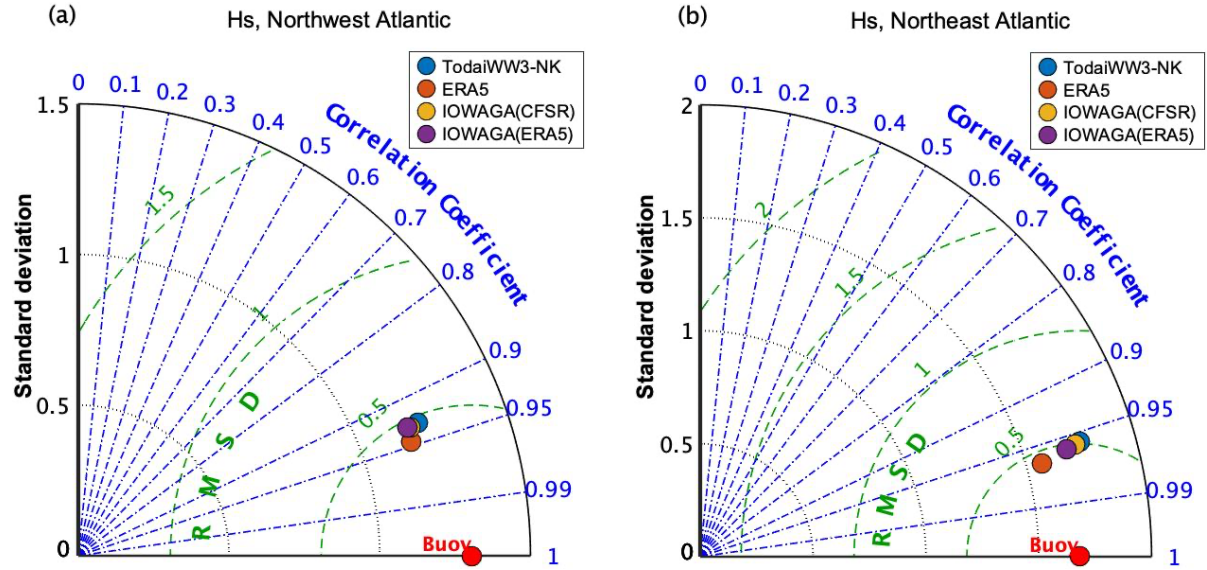 (a)
Hs, Northwest Atlantic
TodaiWW3-NK
ERA5
IOWAGA(CFSR)
IOWAGA(ERA5)
0 0.1 0.2 0.3 0.4 0.5 0.6 0.7 0.8 0.9 0.95 0.99 1
Correlation Coefficient
1.5
1
0.5
0
Standard deviation
1.5
1
0.5
R M S D
Buoy
(b)
Hs, Northeast Atlantic
TodaiWW3-NK
ERA5
IOWAGA(CFSR)
IOWAGA(ERA5)
0 0.1 0.2 0.3 0.4 0.5 0.6 0.7 0.8 0.9 0.95 0.99 1
Correlation Coefficient
2
1.5
1
0.5
0
Standard deviation
2
1.5
1
0.5
R M S D
Buoy